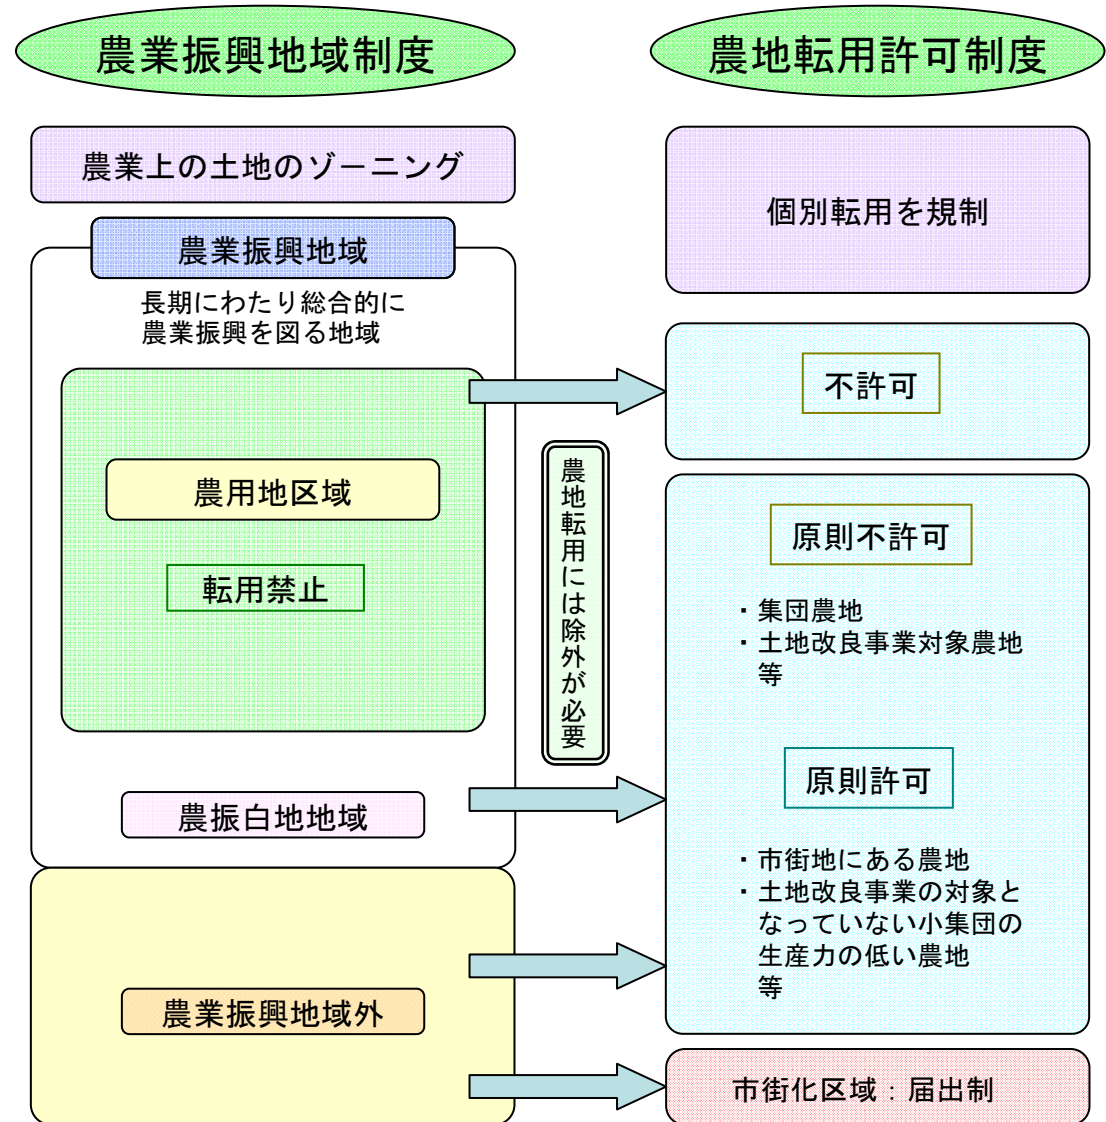 農業振興地域制度
農業上の土地のゾーニング
農業振興地域
長期にわたり総合的に
農業振興を図る地域
農用地区域
転用禁止
農振白地地域
農業振興地域外
農地転用には除外が必要
農地転用許可制度
個別転用を規制
不許可
原則不許可
・集団農地
・土地改良事業対象農地
等
原則許可
・市街地にある農地
・土地改良事業の対象と
なっていない小集団の
生産力の低い農地
等
市街化区域：届出制